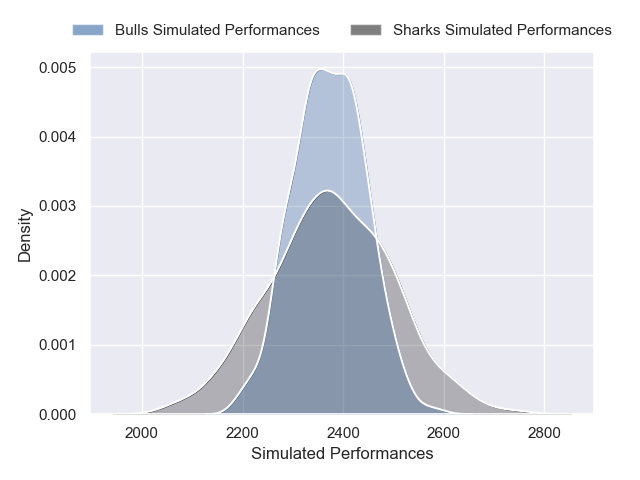 Bulls Simulated Performances Sharks Simulated Performances
0.005
0.004
0.003
0.002
0.001
0.000
Density
2000 2200 2400 2600 2800
Simulated Performances